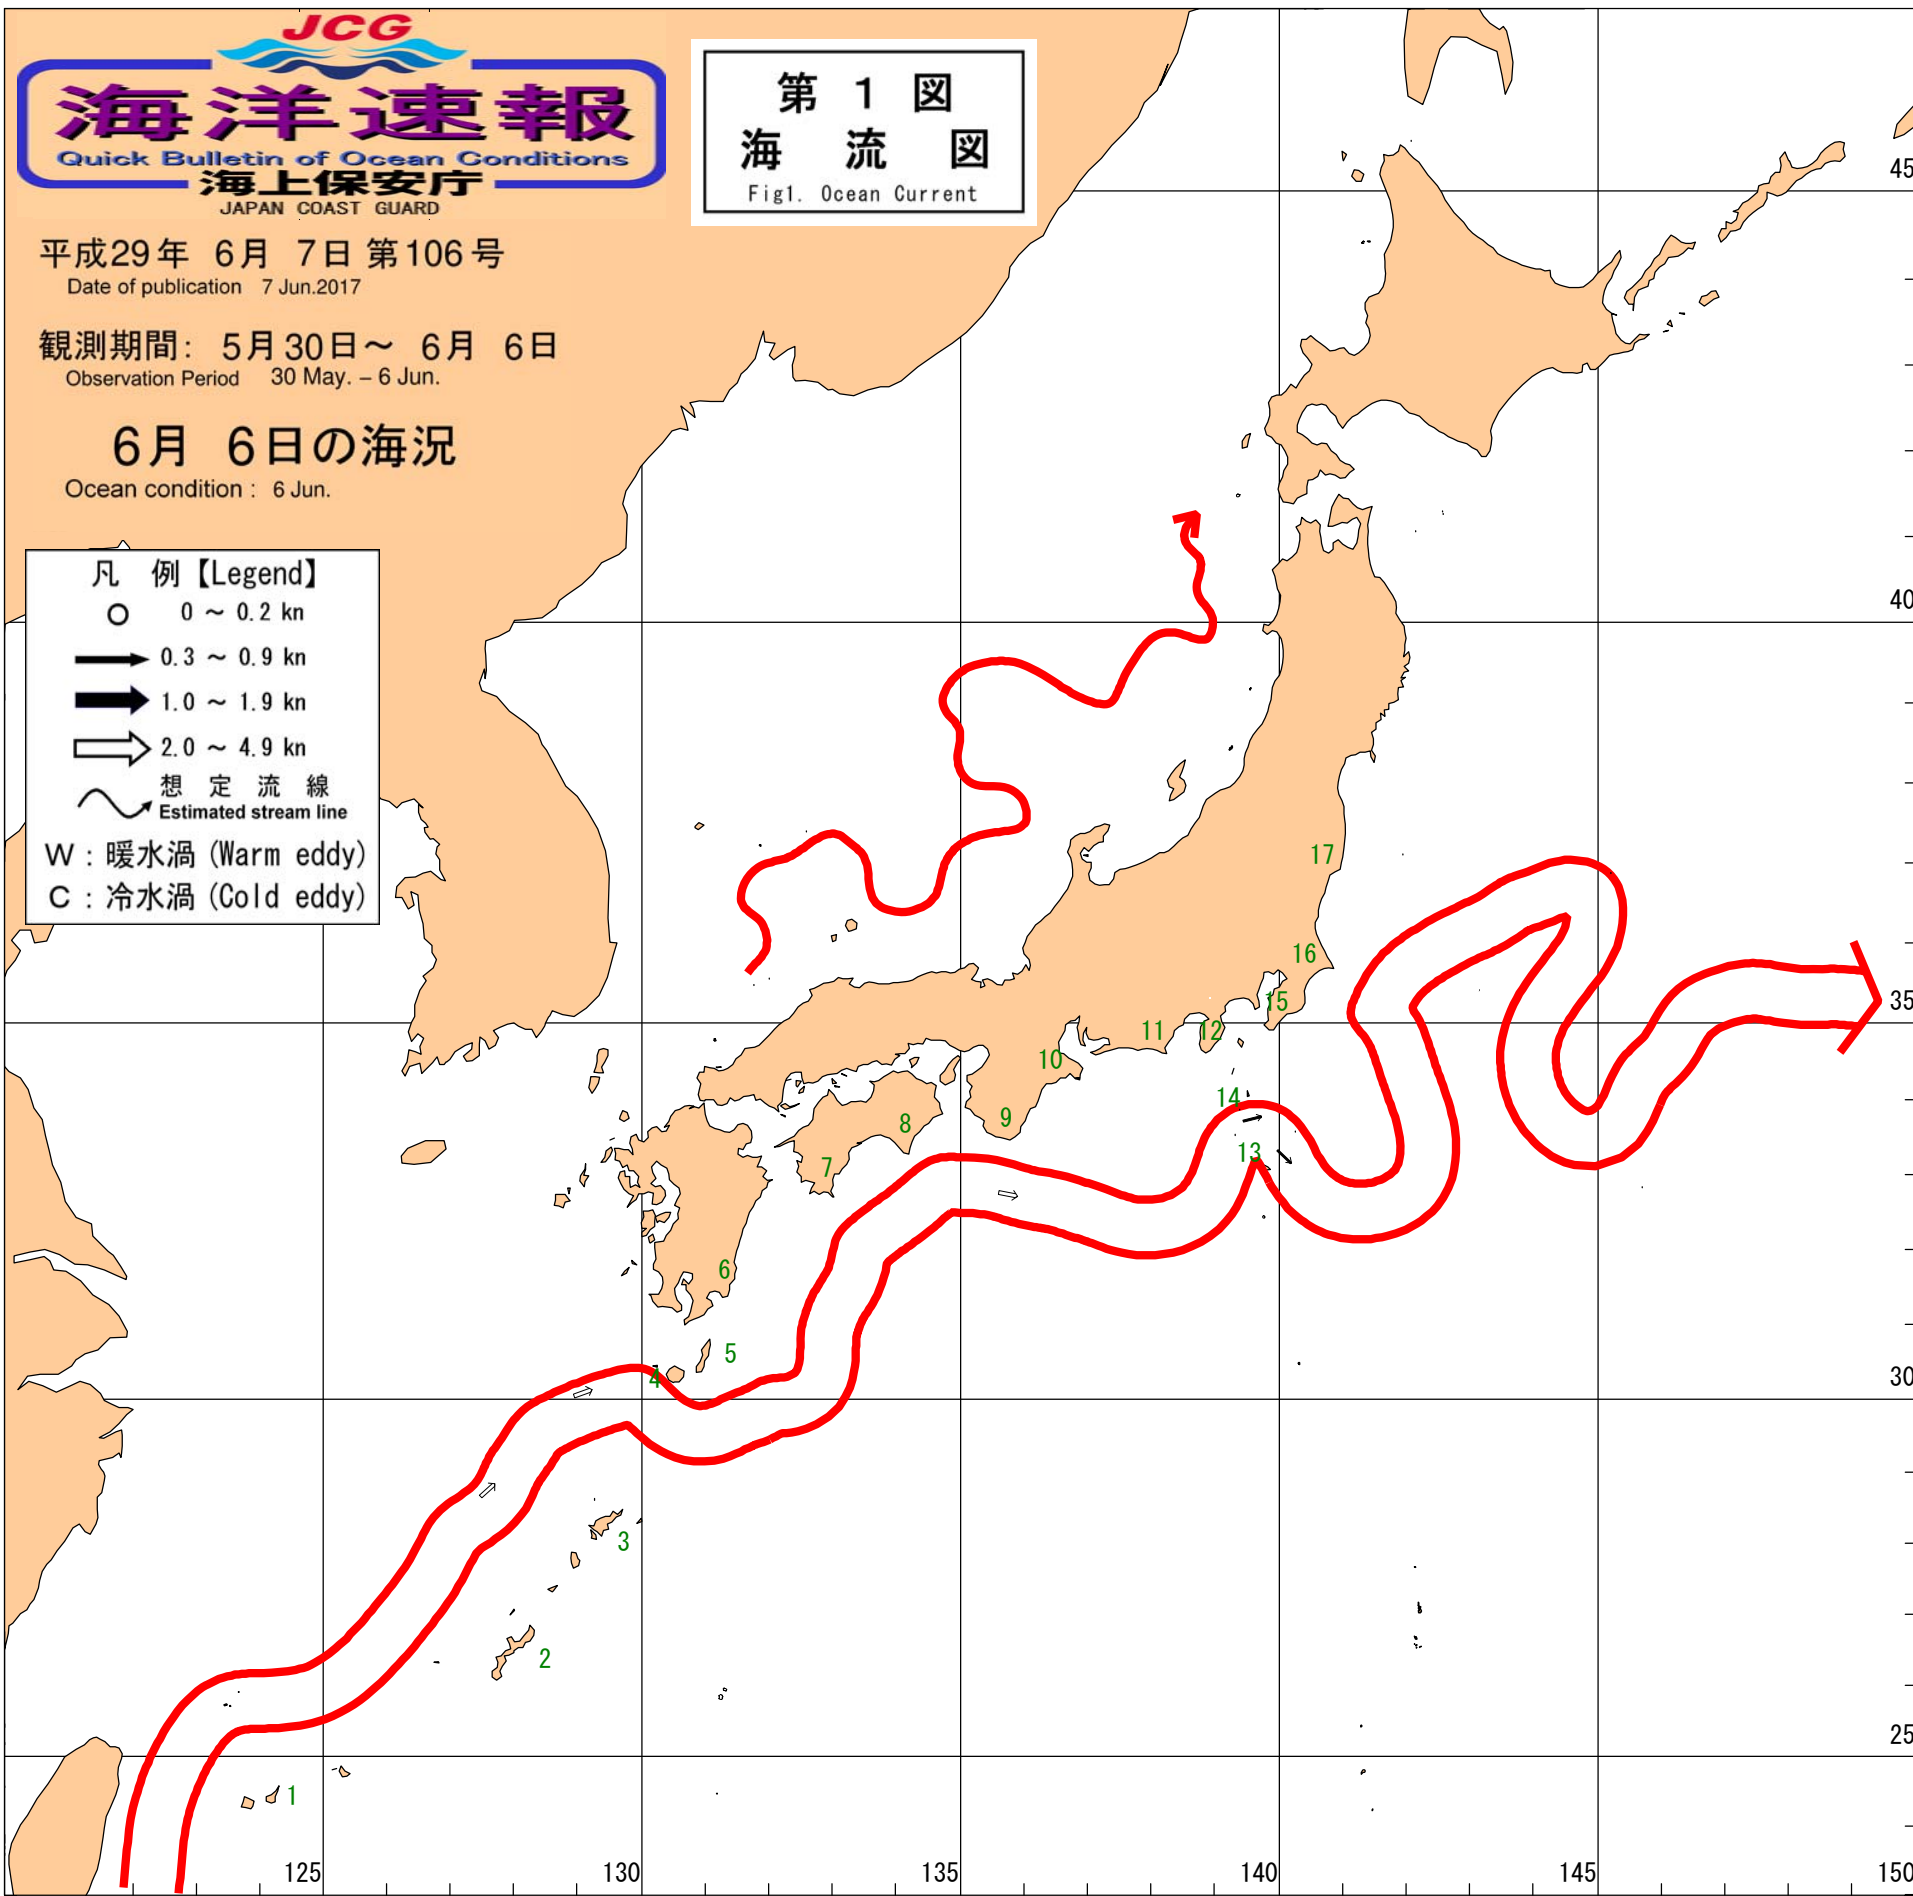 JCG
海洋速報
Quick Bulletin of Ocean Conditions
海上保安庁
JAPAN COAST GUARD
第 1 図
海 流 図
Fig1. Ocean Current
平成29年 6月 7日 第106号
Date of publication 7 Jun.2017
観測期間: 5月30日～ 6月 6日
Observation Period 30 May. – 6 Jun.
6月 6日の海況
Ocean condition : 6 Jun.
凡 例【Legend】
0 ～ 0.2 kn
0.3 ～ 0.9 kn
1.0 ～ 1.9 kn
2.0 ～ 4.9 kn
想 定 流 線
Estimated stream line
W : 暖水渦 (Warm eddy)
C : 冷水渦 (Cold eddy)
45
40
35
30
25
17
16
15
12
11
10
14
9
8
13
7
6
5
4
3
2
1
125
130
135
140
145
150